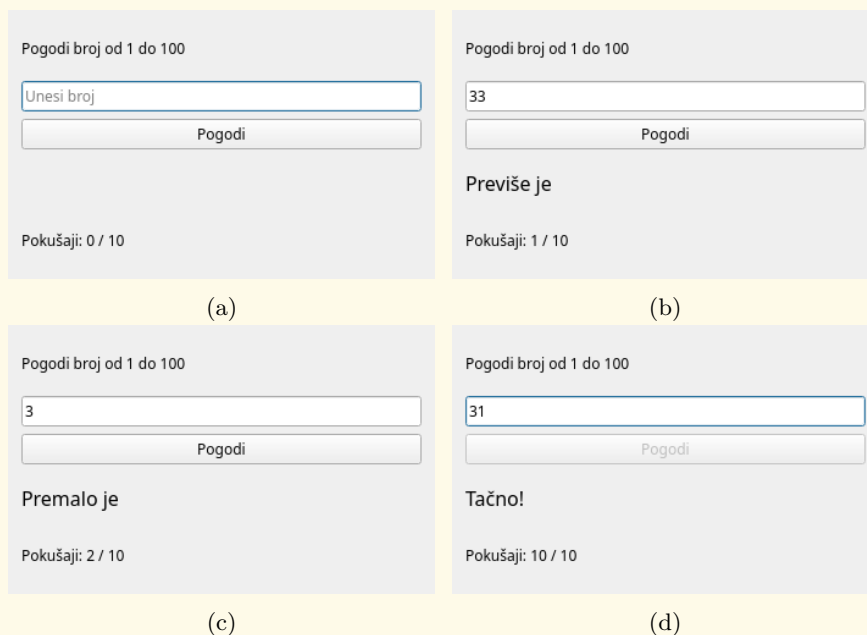 Pogodi broj od 1 do 100
Unesi broj
Pogodi
Pokušaji: 0 / 10
(a)
Pogodi broj od 1 do 100
33
Pogodi
Previše je
Pokušaji: 1 / 10
(b)
Pogodi broj od 1 do 100
3
Pogodi
Premalo je
Pokušaji: 2 / 10
(c)
Pogodi broj od 1 do 100
31
Pogodi
Tačno!
Pokušaji: 10 / 10
(d)